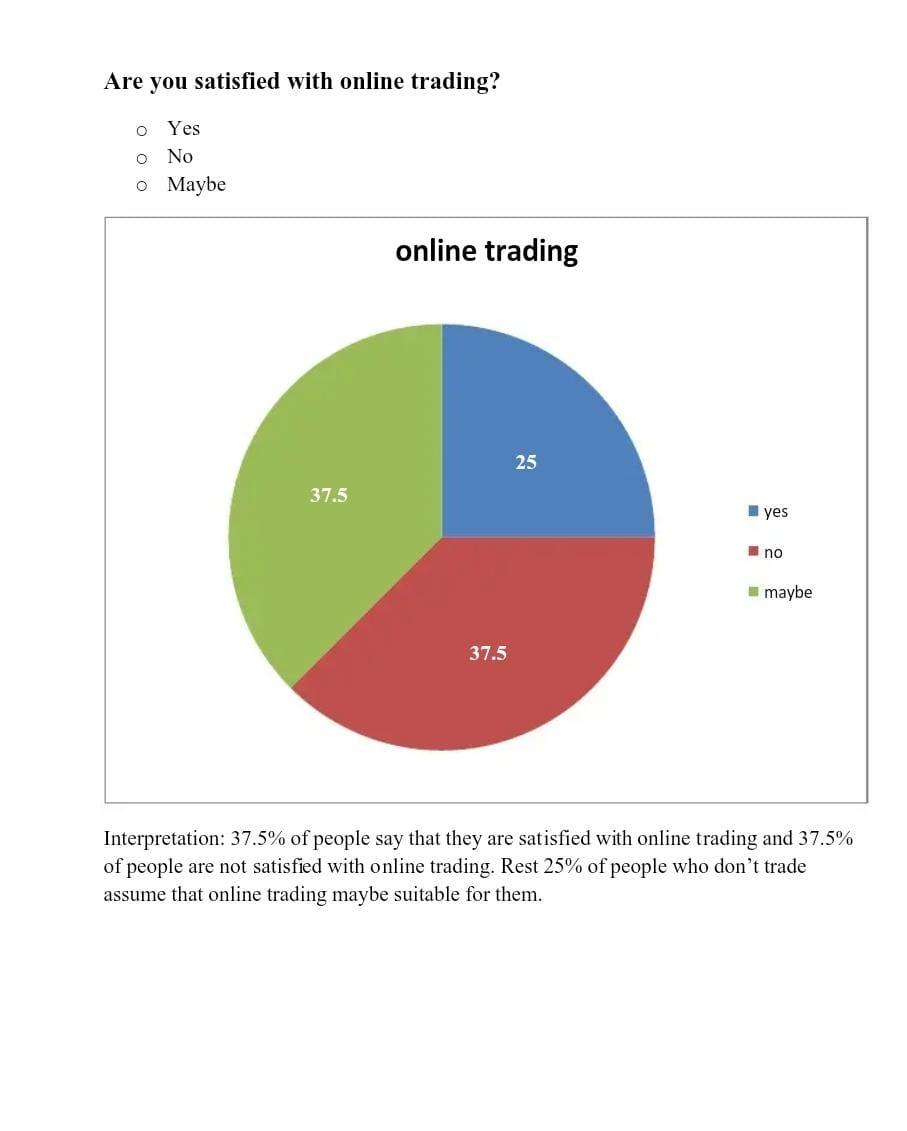 Are you satisfied with online trading?
o Yes
o No
o Maybe
online trading
25
37.5
37.5
yes
no
maybe
Interpretation: 37.5% of people say that they are satisfied with online trading and 37.5%
of people are not satisfied with online trading. Rest 25% of people who don’t trade
assume that online trading maybe suitable for them.